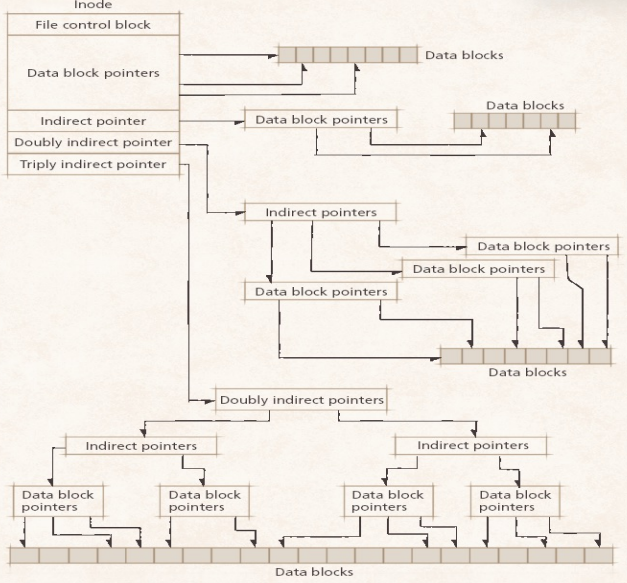 Inode
File control block
Data block pointers
Data blocks
Data blocks
Indirect pointer
Data block pointers
Doubly indirect pointer
Triply indirect pointer
Indirect pointers
Data block pointers
Data block pointers
Data block pointers
Data blocks
Doubly indirect pointers
Indirect pointers
Indirect pointers
Data block
pointers
Data block
pointers
Data block
pointers
Data block
pointers
Data blocks